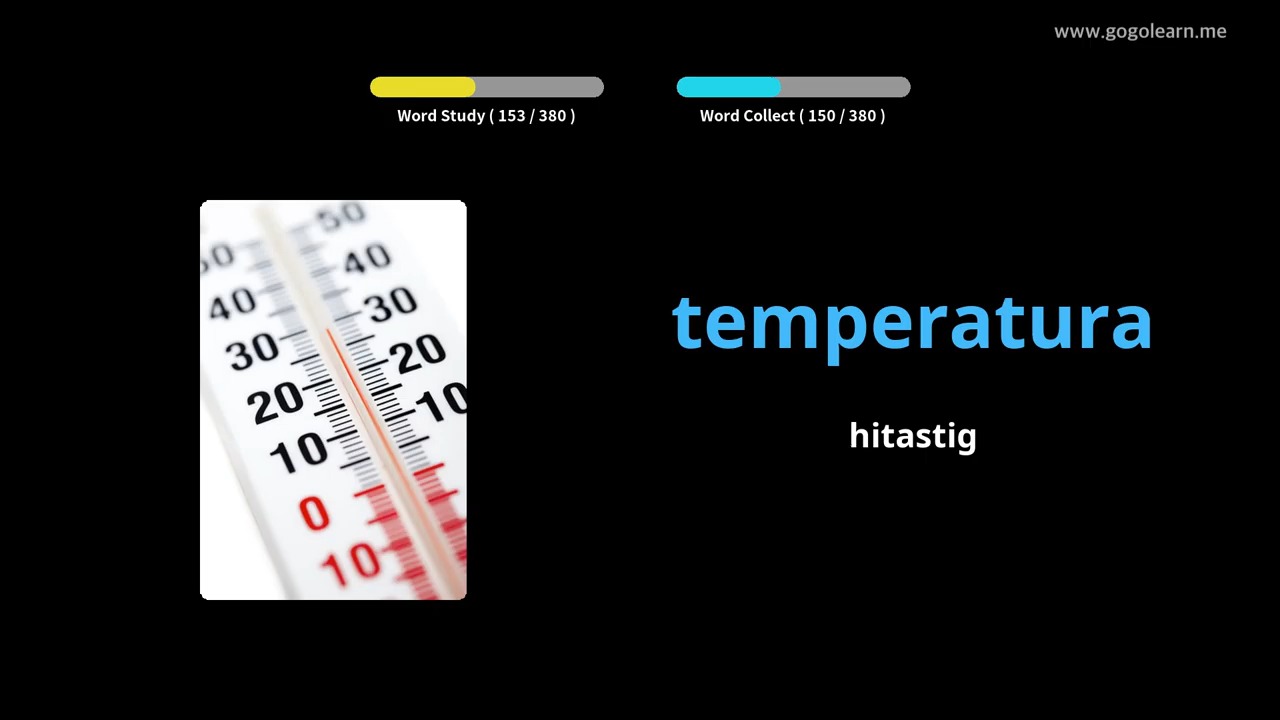 www.gogolearn.me
Word Study ( 153 / 380 )
Word Collect ( 150 / 380 )
50
40
40
30
30
20
20
10
10
0
10
temperatura
hitastig